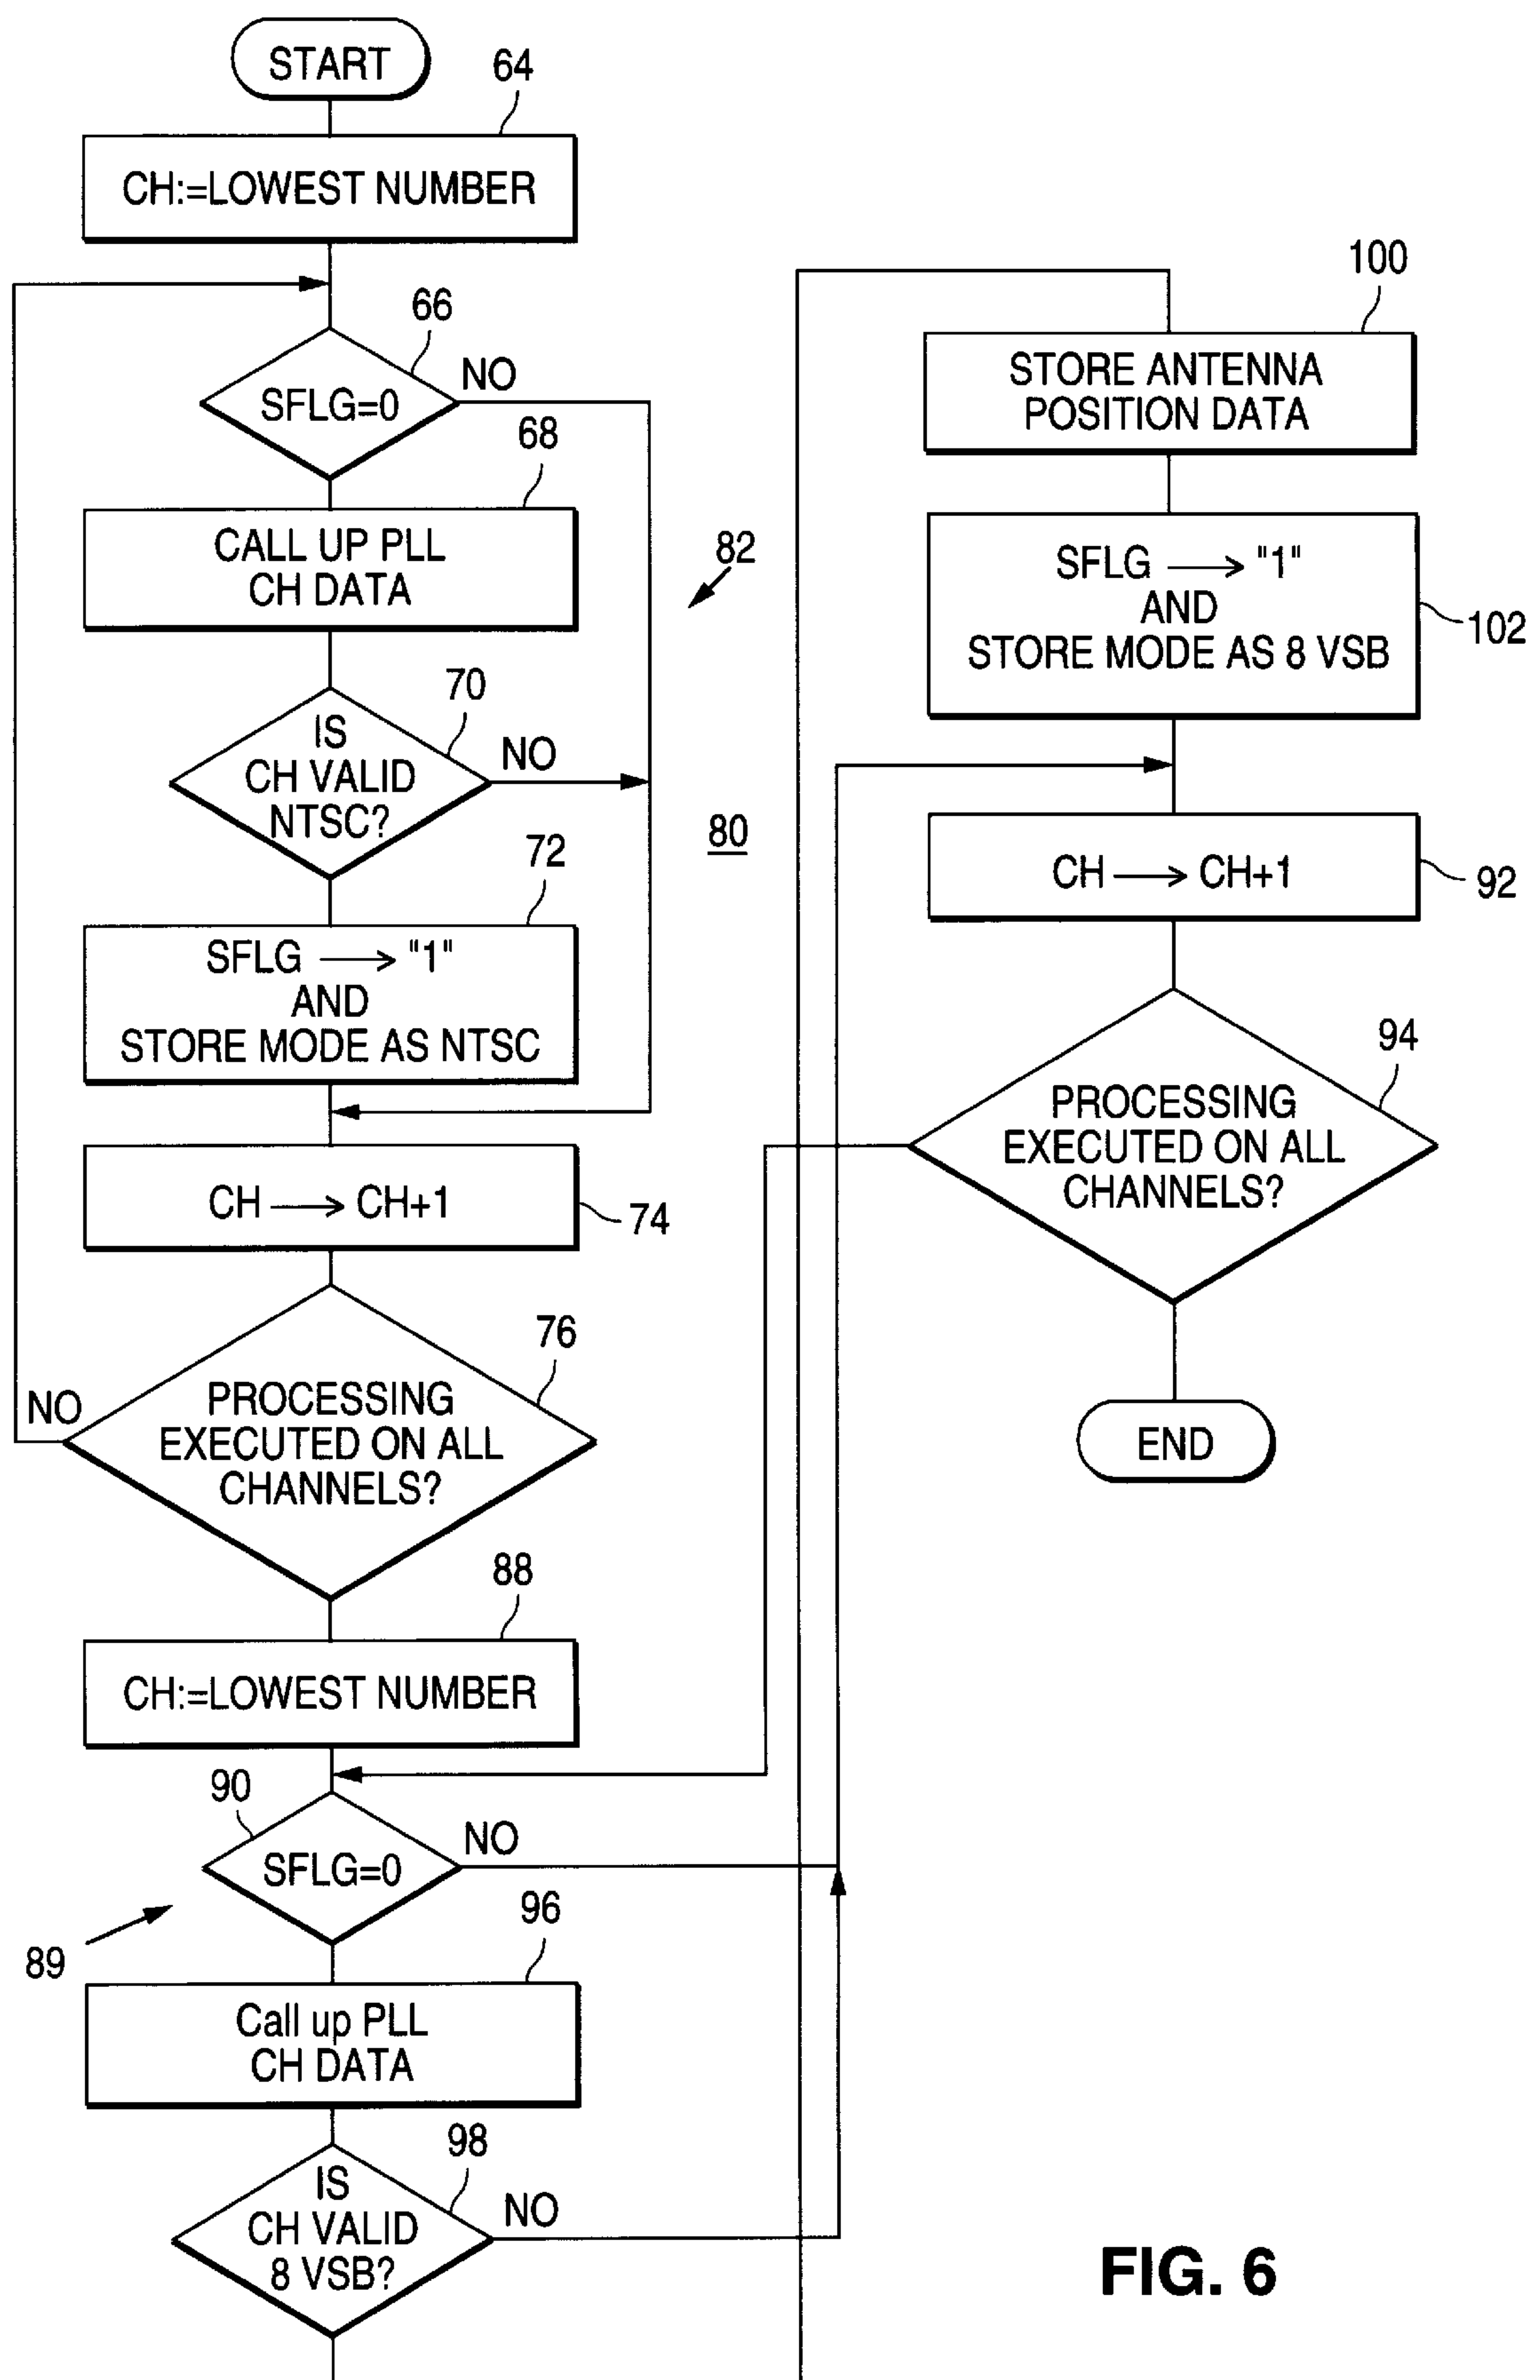 START
64
CH:=LOWEST NUMBER
66
SFLG=0
NO
68
CALL UP PLL
CH DATA
82
70
IS
CH VALID
NTSC?
NO
80
72
SFLG → "1"
AND
STORE MODE AS NTSC
CH → CH+1
74
76
NO
PROCESSING
EXECUTED ON ALL
CHANNELS?
88
CH:=LOWEST NUMBER
90
SFLG=0
NO
89
96
Call up PLL
CH DATA
98
IS
CH VALID
8 VSB?
NO
100
STORE ANTENNA
POSITION DATA
SFLG → "1"
AND
STORE MODE AS 8 VSB
102
CH → CH+1
92
94
PROCESSING
EXECUTED ON ALL
CHANNELS?
END
FIG. 6